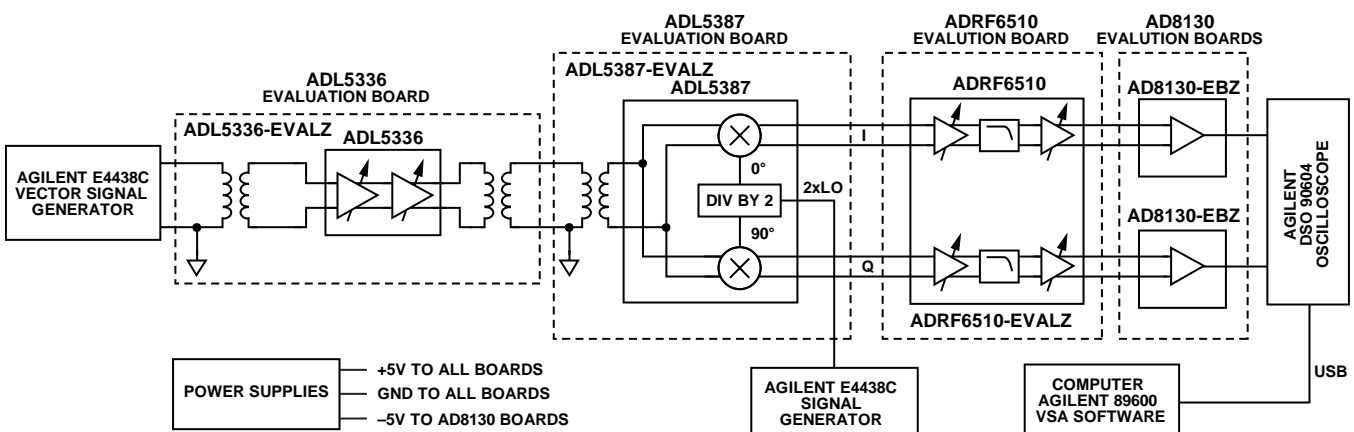 ADL5387
EVALUATION BOARD
ADRF6510
EVALUTION BOARD
AD8130
EVALUTION BOARDS
ADL5336
EVALUATION BOARD
ADL5387-EVALZ
ADL5387
ADRF6510
AD8130-EBZ
ADL5336-EVALZ
ADL5336
AGILENT E4438C
VECTOR SIGNAL
GENERATOR
I
0°
DIV BY 2
2xLO
90°
Q
AD8130-EBZ
AGILENT
DSO 90604
OSCILLOSCOPE
ADRF6510-EVALZ
POWER SUPPLIES
+5V TO ALL BOARDS
GND TO ALL BOARDS
–5V TO AD8130 BOARDS
AGILENT E4438C
SIGNAL
GENERATOR
COMPUTER
AGILENT 89600
VSA SOFTWARE
USB